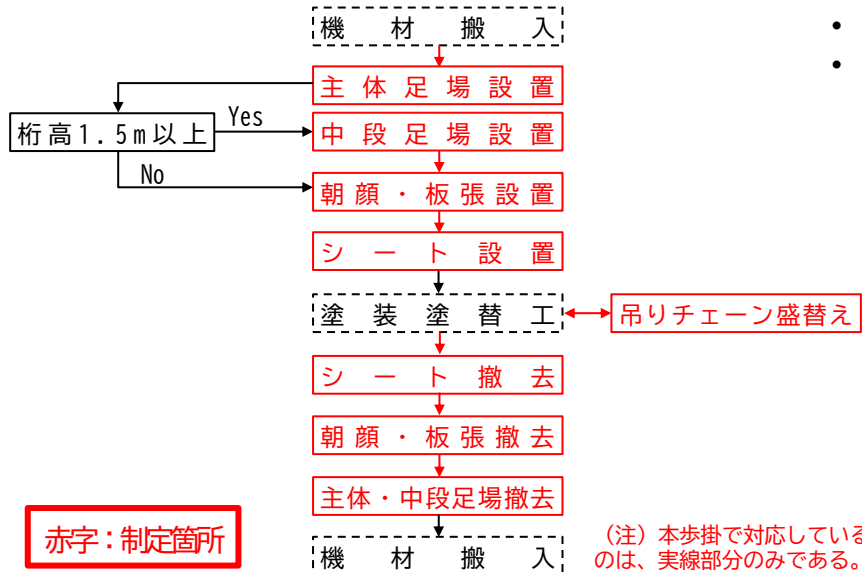 機材搬入
主体足場設置
桁高1.5m以上
Yes
中段足場設置
No
朝顔・板張設置
シート設置
塗装塗替工
吊りチェーン盛替え
シート撤去
朝顔・板張撤去
主体・中段足場撤去
赤字：制定箇所
機材搬入
（注）本歩掛で対応している
のは、実線部分のみである。